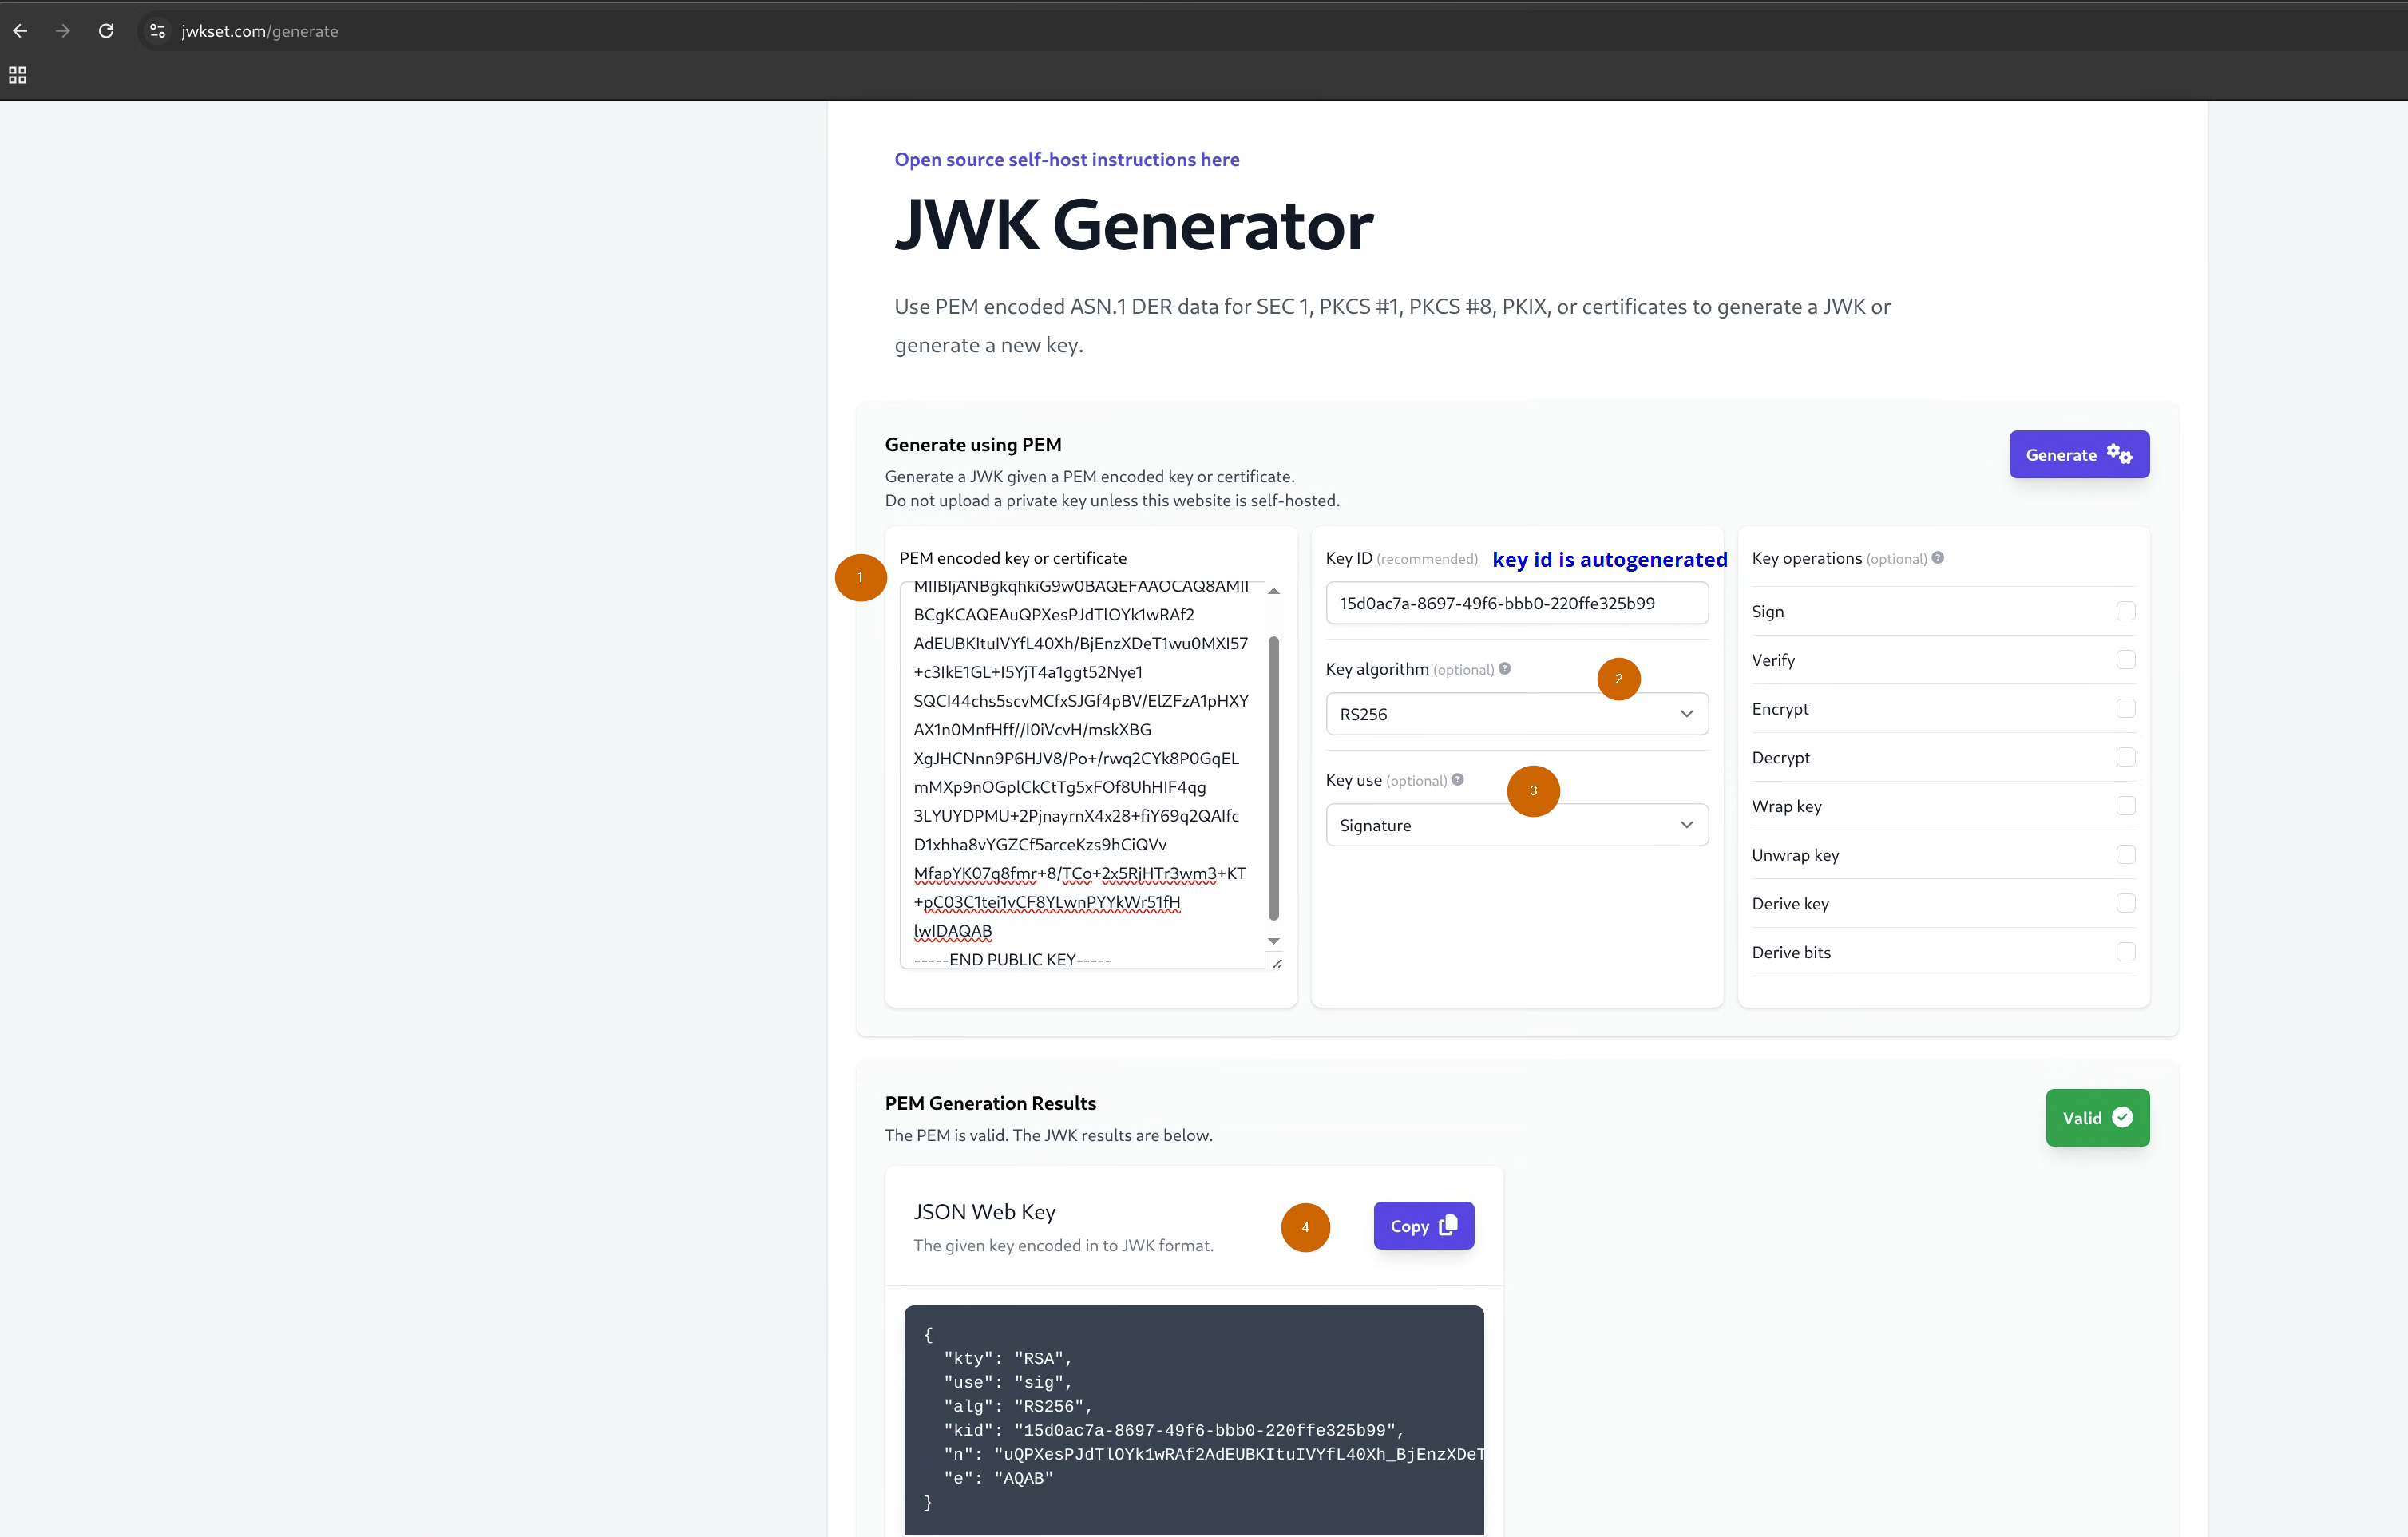 jwkset.com/generate
Open source self-host instructions here
JWK Generator
Use PEM encoded ASN.1 DER data for SEC 1, PKCS #1, PKCS #8, PKIX, or certificates to generate a JWK or
generate a new key.
Generate using PEM
Generate
Generate a JWK given a PEM encoded key or certificate.
Do not upload a private key unless this website is self-hosted.
1
PEM encoded key or certificate
MIIBIjANBgkqhkiG9w0BAQEFAAOCAQ8AMII
BCgKCAQEAuQPXesPJdTlOYk1wRAf2
AdEUBKItuIVYfL40Xh/BjEnzXDeT1wu0MXI57
+c3IkE1GL+I5YjT4a1ggt52Nye1
SQCI44chs5scvMCfxSJGf4pBV/ElZFzA1pHXY
AX1n0MnfHff//I0iVcvH/mskXBG
XgJHCNnn9P6HJV8/Po+/rwq2CYk8P0GqEL
mMXp9nOGplCkCtTg5xFOf8UhHIF4qg
3LYUYDPMU+2PjnayrnX4x28+fiY69q2QAIfc
D1xhha8vYGZCf5arceKzs9hCiQVv
MfapYK07q8fmr+8/TCo+2x5RjHTr3wm3+KT
+pC03C1tei1vCF8YLwnPYYkWr51fH
lwIDAQAB
-----END PUBLIC KEY-----
Key ID (recommended)
key id is autogenerated
15d0ac7a-8697-49f6-bbb0-220ffe325b99
Key algorithm (optional)
2
RS256
Key use (optional)
3
Signature
Key operations (optional)
Sign
Verify
Encrypt
Decrypt
Wrap key
Unwrap key
Derive key
Derive bits
PEM Generation Results
Valid
The PEM is valid. The JWK results are below.
JSON Web Key
The given key encoded in to JWK format.
4
Copy
{
"kty": "RSA",
"use": "sig",
"alg": "RS256",
"kid": "15d0ac7a-8697-49f6-bbb0-220ffe325b99",
"n": "uQPXesPJdTlOYk1wRAf2AdEUBKItuIVYfL40Xh_BjEnzXDeT
"e": "AQAB"
}